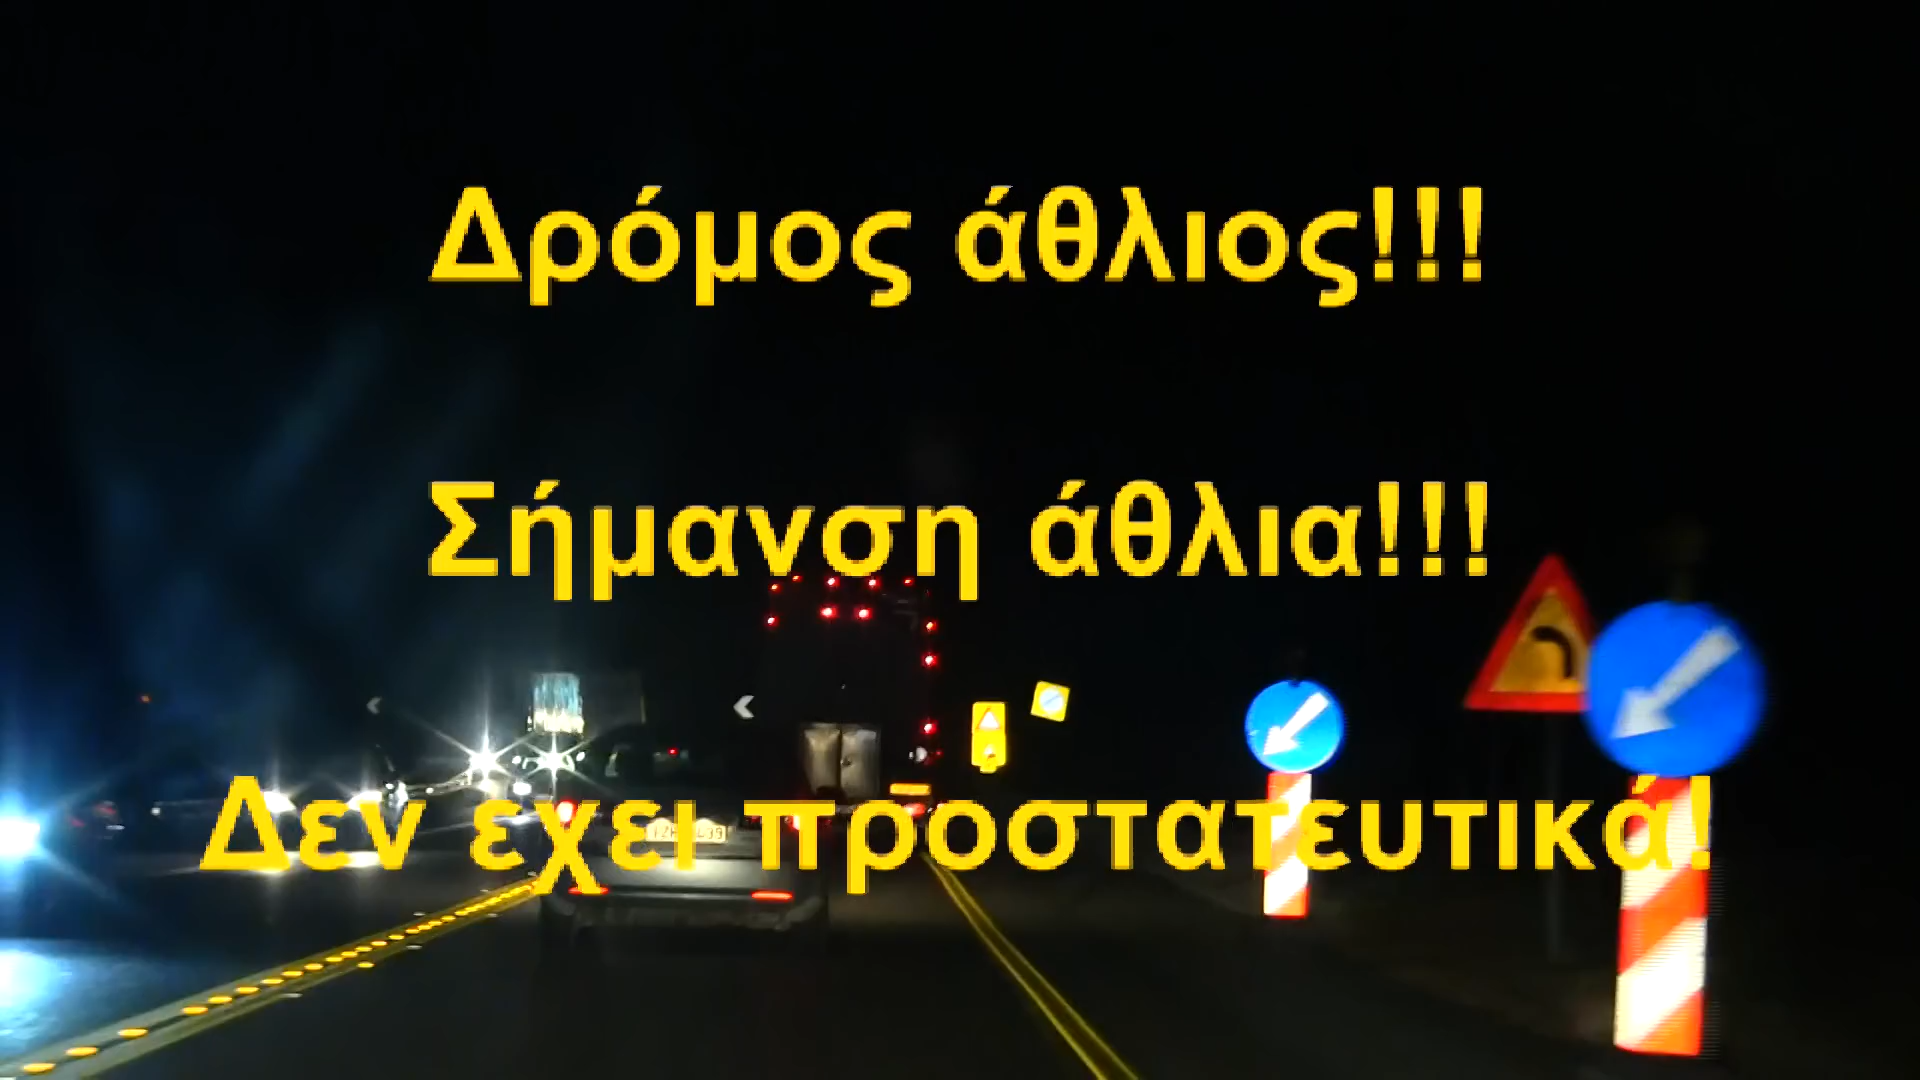 Δρόμος άθλιος!!!
Σήμανση άθλια!!!
Δεν εχει προστατευτικά!